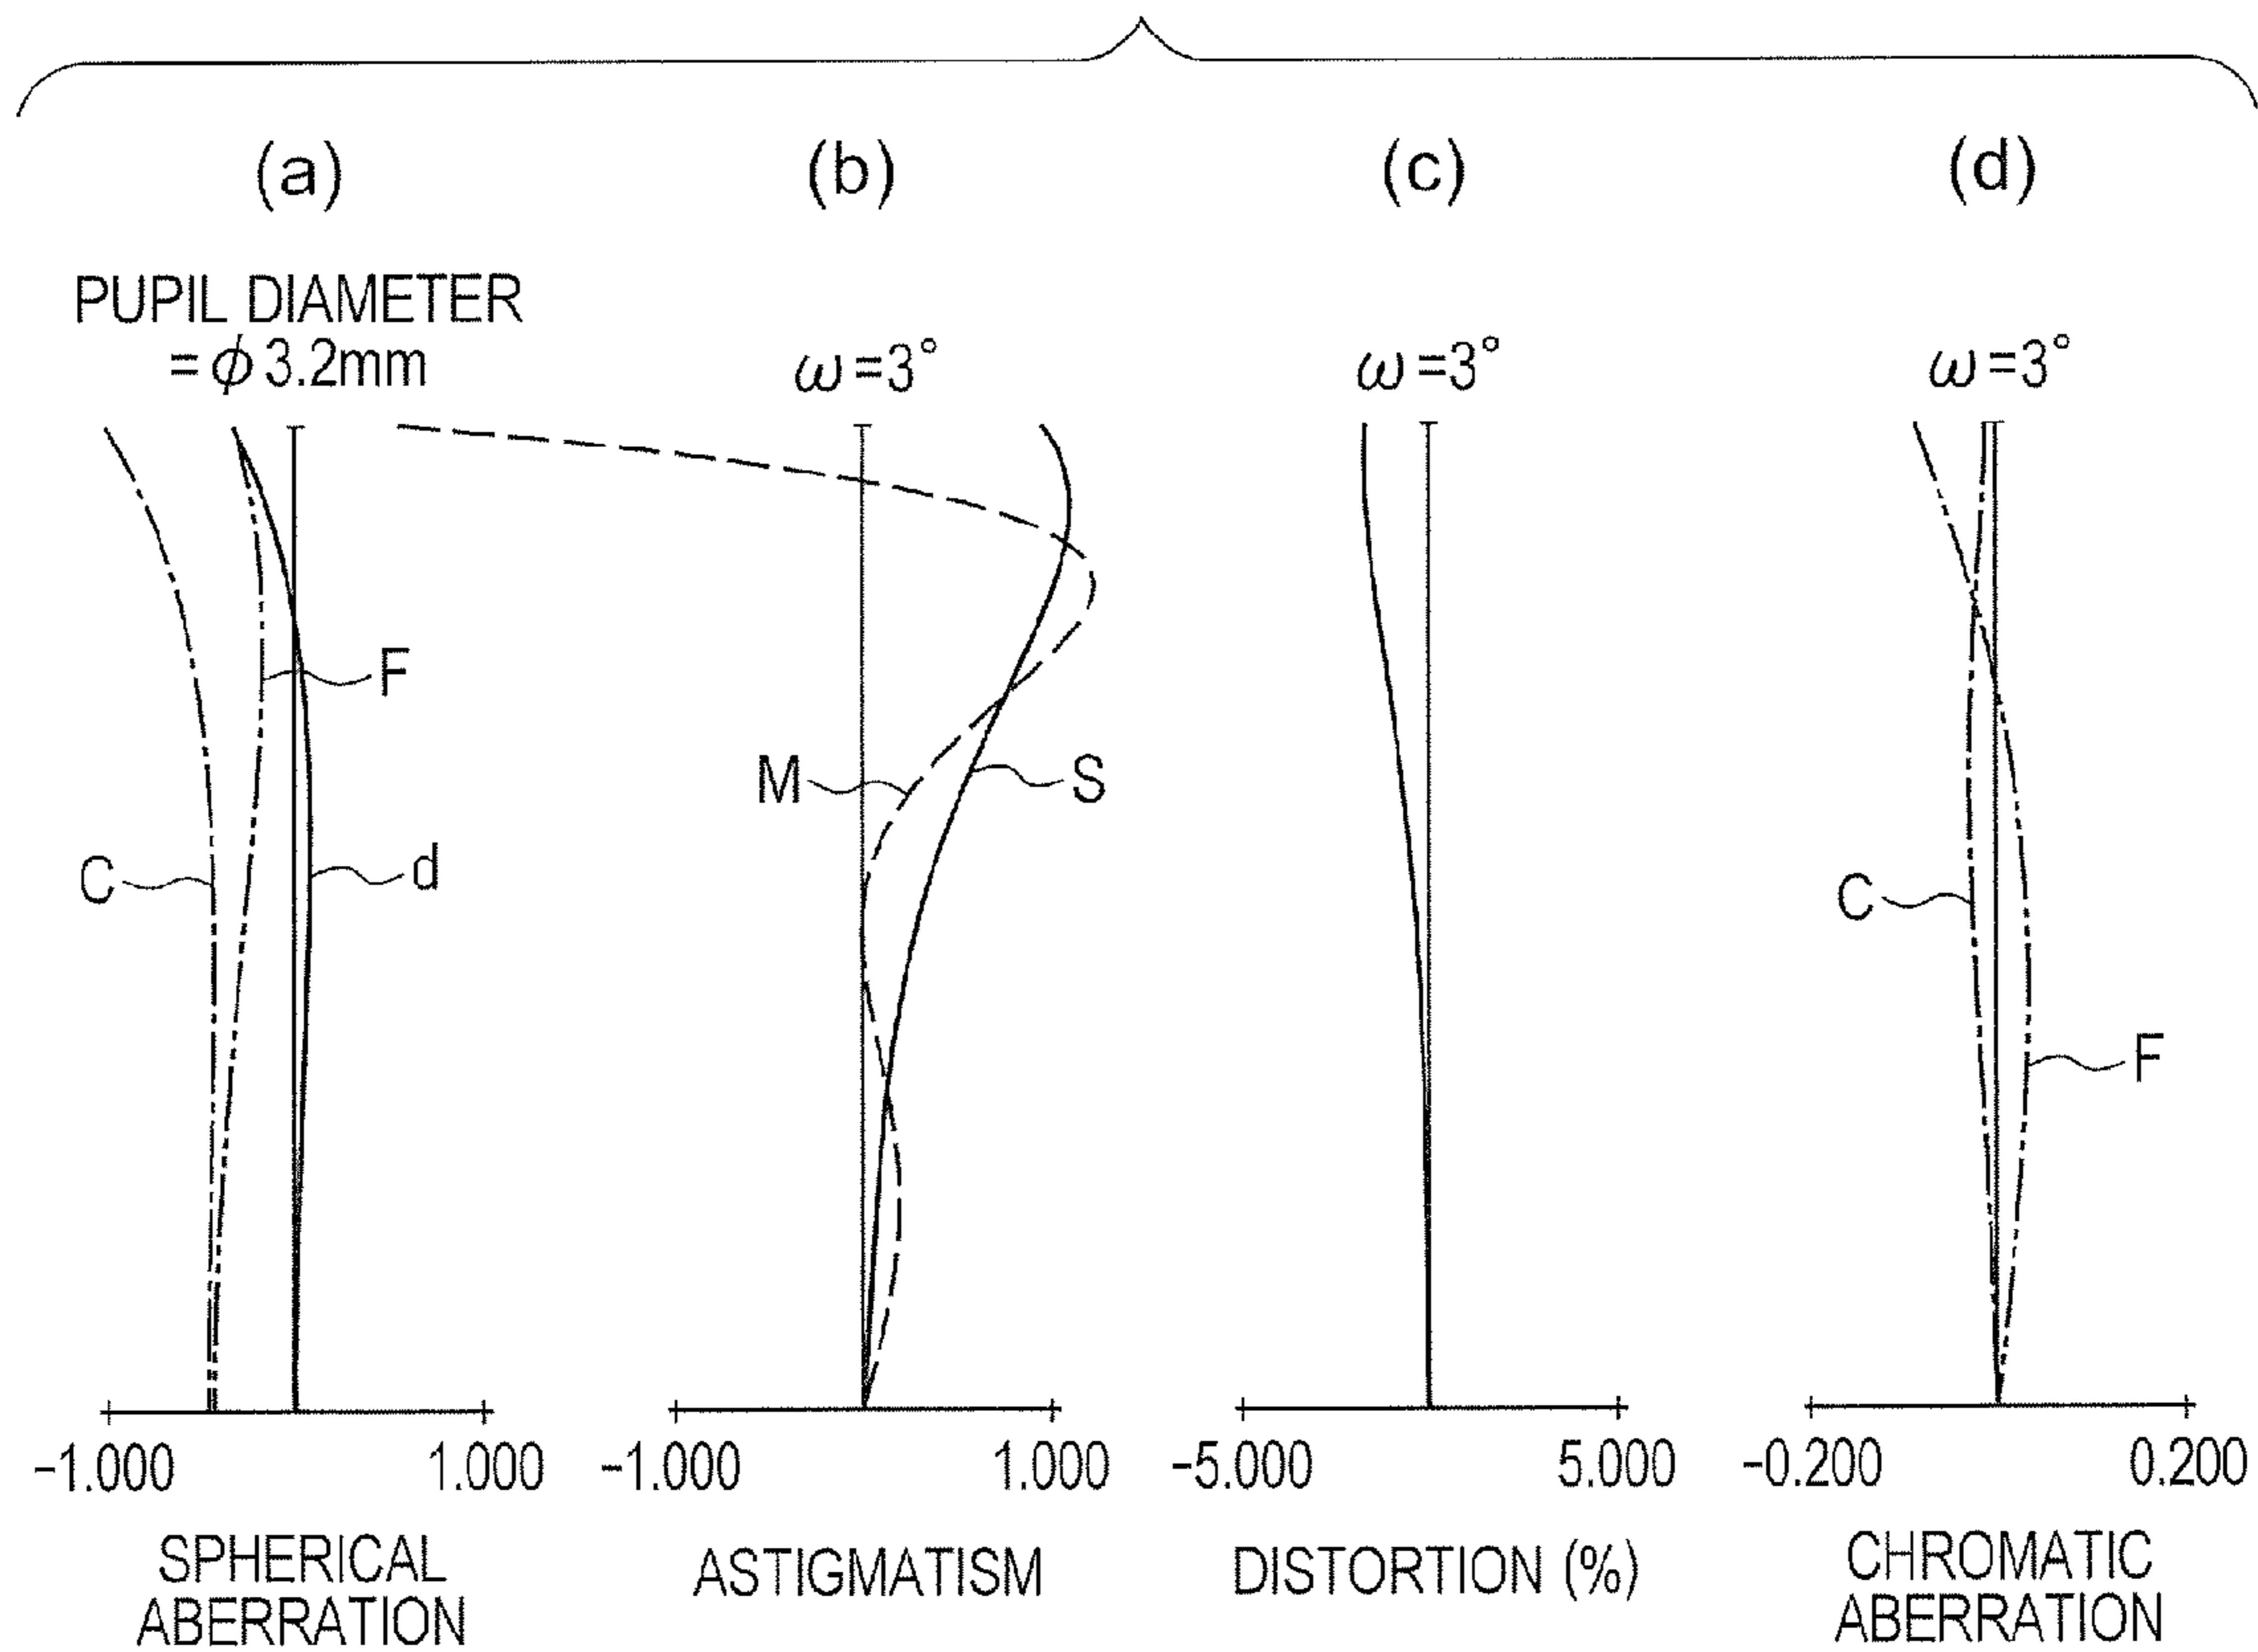 (a)
(b)
(c)
(d)
PUPIL DIAMETER
= ϕ 3.2mm
ω =3°
ω =3°
ω =3°
F
C
d
M
S
C
F
−1.000
1.000
−1.000
1.000
−5.000
5.000
−0.200
0.200
SPHERICAL
ABERRATION
ASTIGMATISM
DISTORTION (%)
CHROMATIC
ABERRATION